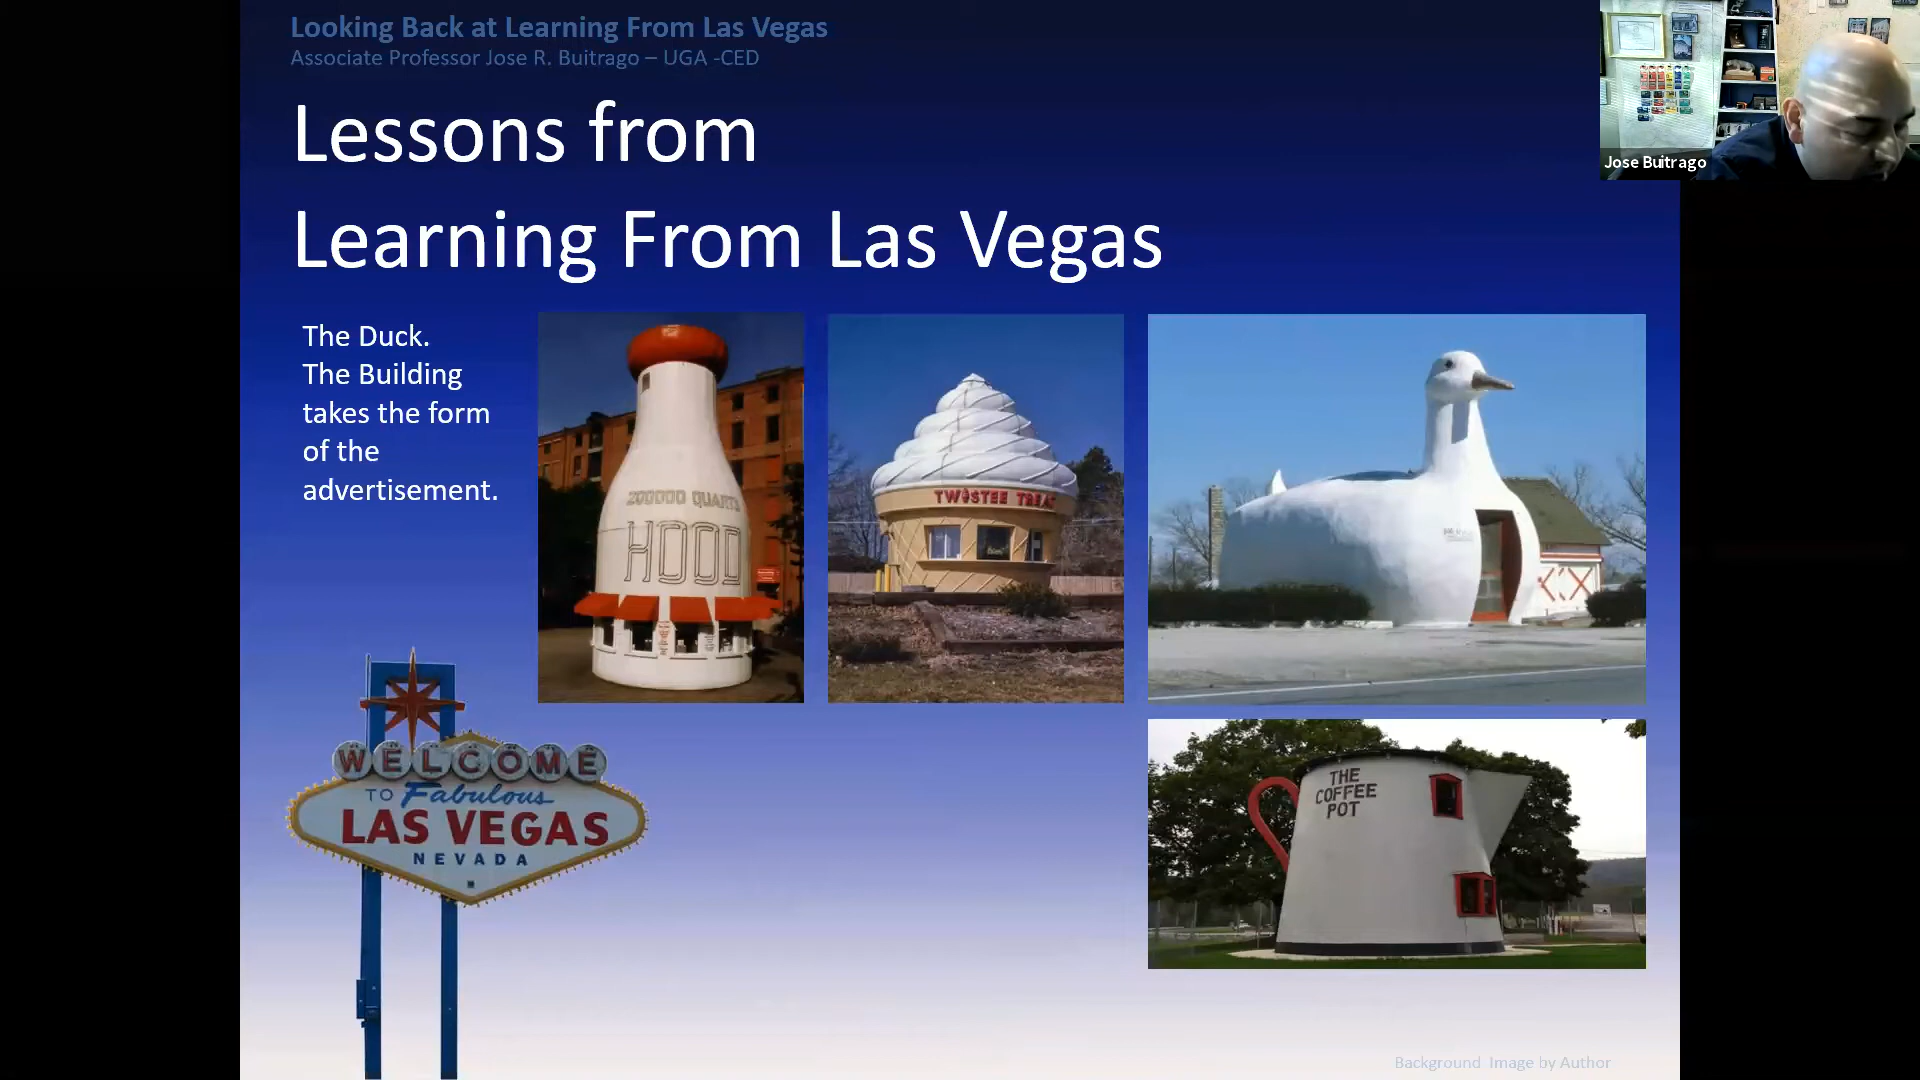 Looking Back at Learning From Las Vegas
Associate Professor Jose R. Buitrago – UGA -CED
Jose Buitrago
Lessons from
Learning From Las Vegas
The Duck.
The Building
takes the form
of the
advertisement.
200000 QUARTS
HOOD
TWISTEE TREAT
THE
COFFEE
POT
WELCOME
TO Fabulous
LAS VEGAS
NEVADA
Background Image by Author